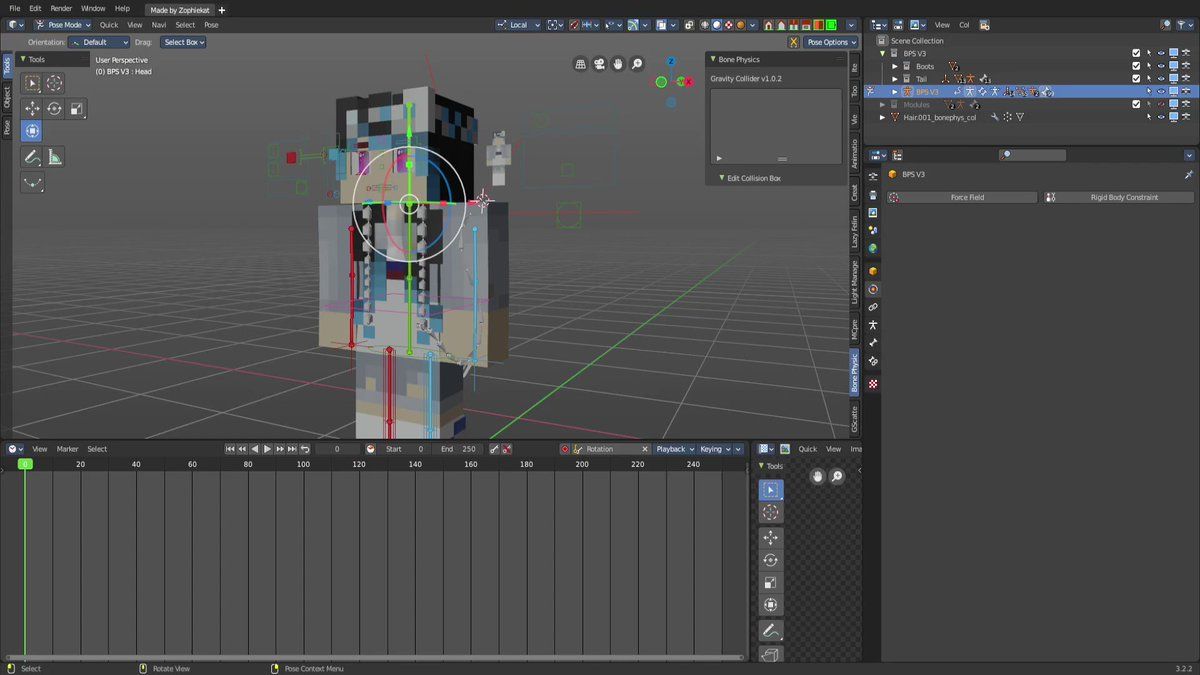 File Edit Render Window Help Made by Zophiekat +
Pose Mode Quick View Navi Select Pose Local
Orientation: Default Drag: Select Box Pose Options
Tools
User Perspective
(0) BPS V3 : Head
Z
Bone Physics
Gravity Collider v1.0.2
Edit Collision Box
Tools
Object
Pose
Ite
Too
Vie
Animatio
Creat
Lazy Felin
Light Manage
MCpre
Bone Physic
GScatte
View Col
Scene Collection
BPS V3
Boots
Tail
BPS V3
Modules
Hair.001_bonephys_col
BPS V3
Force Field Rigid Body Constraint
View Marker Select 0 Start 0 End 250 Rotation Playback Keying
0 20 40 60 80 100 120 140 160 180 200 220 240
Quick View Ima
Tools
Select Rotate View Pose Context Menu 3.2.2